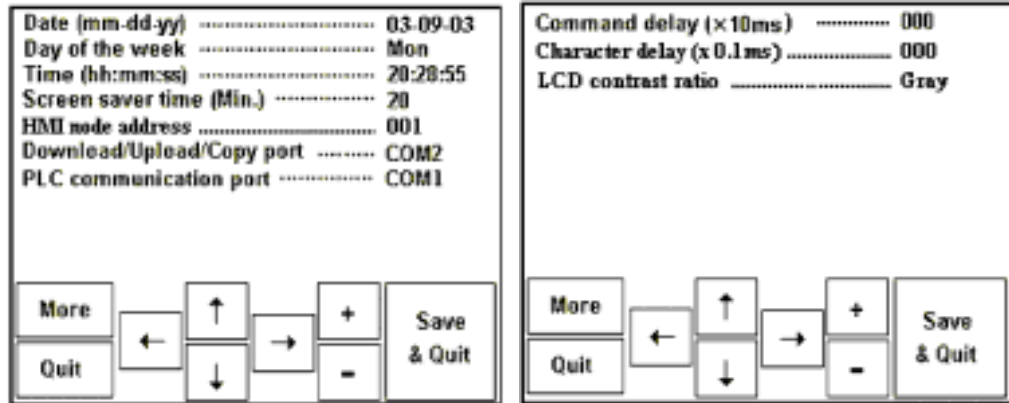 Date (mm-dd-yy) .................... 03-09-03
Day of the week .................... Mon
Time (hh:mm:ss) .................... 20:28:55
Screen saver time (Min.) ............ 20
HMI node address .................... 001
Download/Upload/Copy port ......... COM2
PLC communication port ............ COM1
More
Quit
←
↑
↓
→
+
-
Save
& Quit
Command delay (×10ms) ............ 000
Character delay (x 0.1ms) .................... 000
LCD contrast ratio .................... Gray
More
Quit
←
↑
↓
→
+
-
Save
& Quit